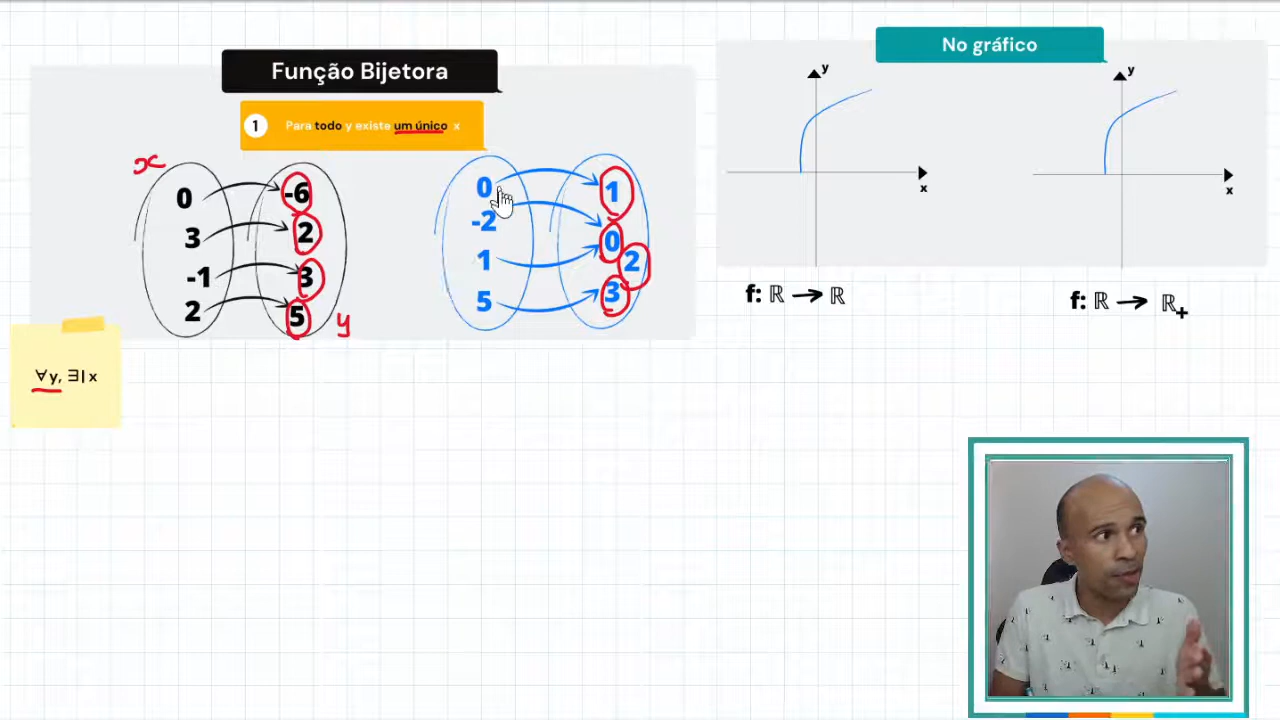 Função Bijetora
1 Para todo y existe um único x
x
0 -6
3 2
-1 3
2 5
y
0 1
-2 0
1 2
5 3
∀y, ∃| x
No gráfico
y
x
y
x
f: ℝ → ℝ
f: ℝ → ℝ+